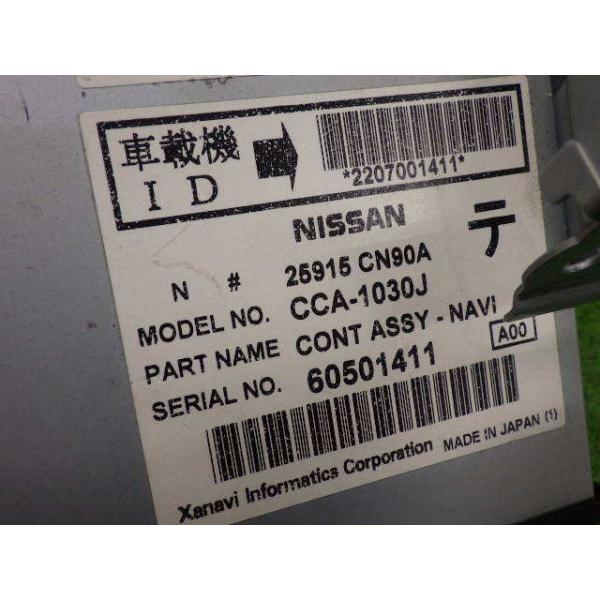 車載機
ID
*2207001411*
NISSAN
テ
N # 25915 CN90A
MODEL NO. CCA-1030J
PART NAME CONT ASSY - NAVI
A00
SERIAL NO. 60501411
Xanavi Informatics Corporation MADE IN JAPAN (1)